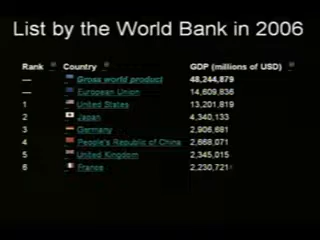 List by the World Bank in 2006
Rank Country GDP (millions of USD)
— Gross world product 48,244,879
— European Union 14,609,836
1 United States 13,201,819
2 Japan 4,340,133
3 Germany 2,906,681
4 People's Republic of China 2,668,071
5 United Kingdom 2,345,015
6 France 2,230,721